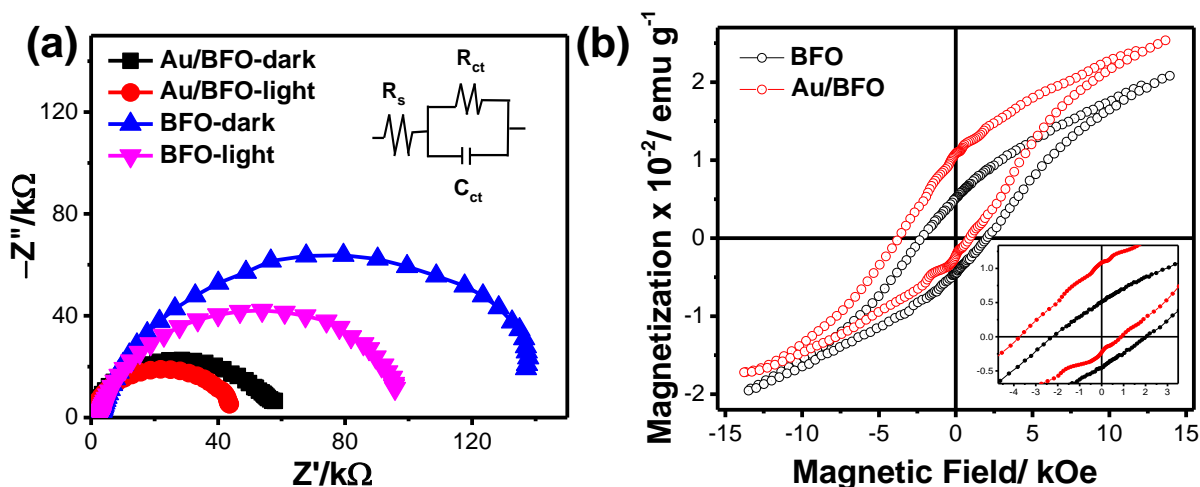 (a)
Au/BFO-dark
Au/BFO-light
BFO-dark
BFO-light
R_ct
R_s
C_ct
140
120
80
40
0
–Z"/kΩ
0 40 80 120
Z'/kΩ
(b)
BFO
Au/BFO
2
1
0
-1
-2
Magnetization x 10^-2/ emu g^-1
1.0
0.5
0.0
-0.5
-4 -3 -2 -1 0 1 2 3
-15 -10 -5 0 5 10 15
Magnetic Field/ kOe